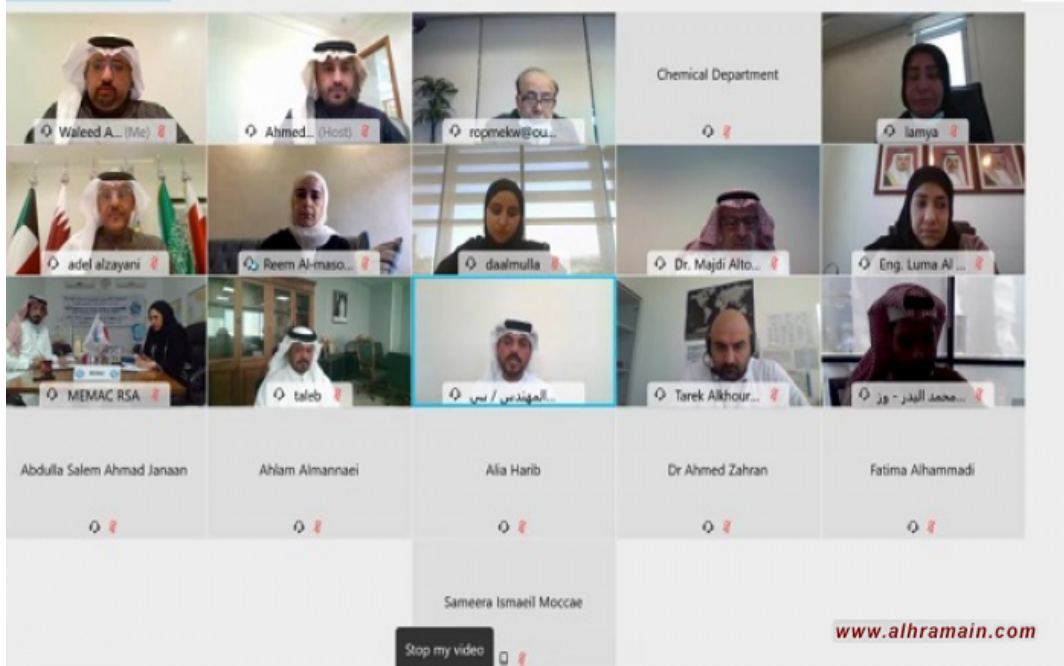 Waleed A... (Me)
Ahmed... (Host)
ropmekw@ou...
Chemical Department
lamya
adel alzayani
Reem Al-maso...
daalmulla
Dr. Majdi Alto...
Eng. Luma Al ...
MEMAC RSA
taleb
المهندس / بي...
Tarek Alkhour...
محمد البدر - وز...
Abdulla Salem Ahmad Janaan
Ahlam Almannaei
Alia Harib
Dr Ahmed Zahran
Fatima Alhammadi
Sameera Ismaeil Moccae
Stop my video
www.alhramain.com